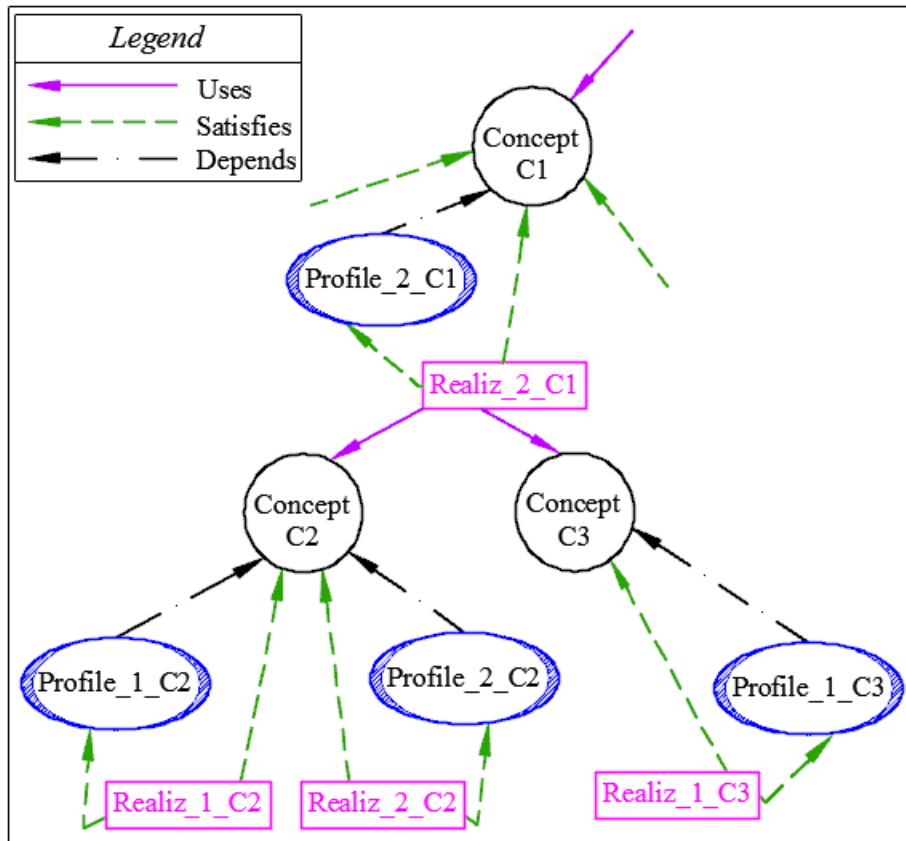 Legend
Uses
Satisfies
Depends
Concept
C1
Profile_2_C1
Realiz_2_C1
Concept
C2
Concept
C3
Profile_1_C2
Profile_2_C2
Profile_1_C3
Realiz_1_C2
Realiz_2_C2
Realiz_1_C3